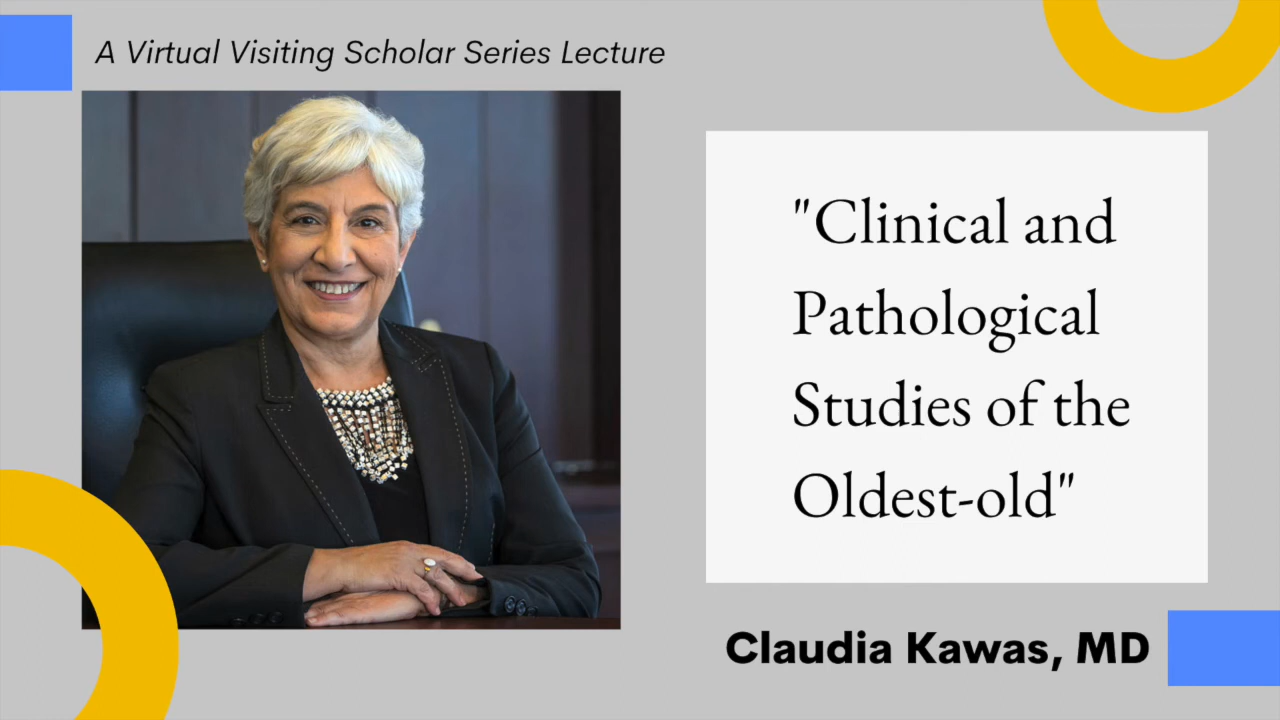 A Virtual Visiting Scholar Series Lecture
"Clinical and
Pathological
Studies of the
Oldest-old"
Claudia Kawas, MD